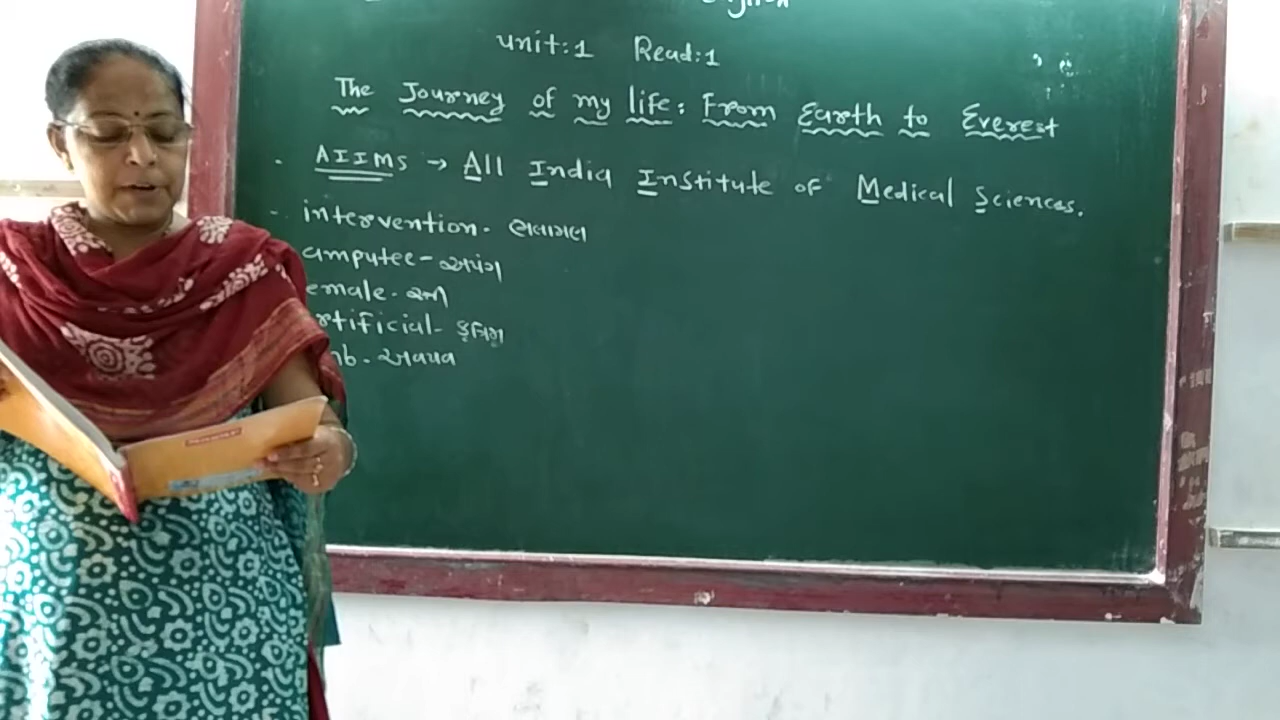 unit:1 Read:1
The Journey of my life: From Earth to Everest
AIIMS → All India Institute of Medical Sciences.
intervention-
amputee- અપંગ
emale- સ્ત્રી
rtificial- કૃત્રિમ
mb- અવયવ